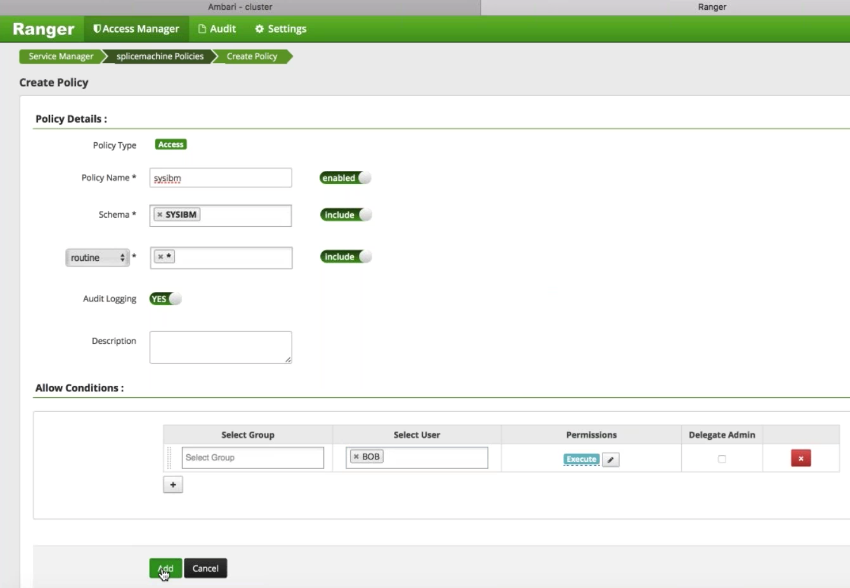 Ambari - cluster
Ranger
Ranger Access Manager Audit Settings
Service Manager splicemachine Policies Create Policy
Create Policy
Policy Details :
Policy Type Access
Policy Name * sysibm enabled
Schema * × SYSIBM include
routine * × * include
Audit Logging YES
Description
Allow Conditions :
Select Group Select User Permissions Delegate Admin
Select Group × BOB Execute ×
+
Add Cancel